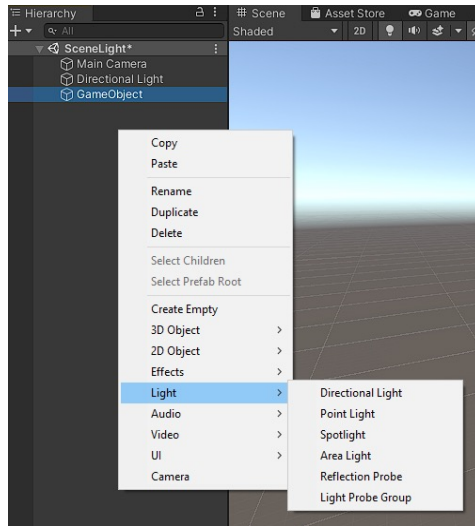 Hierarchy
# Scene
Asset Store
Game
All
Shaded
2D
SceneLight*
Main Camera
Directional Light
GameObject
Copy
Paste
Rename
Duplicate
Delete
Select Children
Select Prefab Root
Create Empty
3D Object
2D Object
Effects
Light
Audio
Video
UI
Camera
Directional Light
Point Light
Spotlight
Area Light
Reflection Probe
Light Probe Group